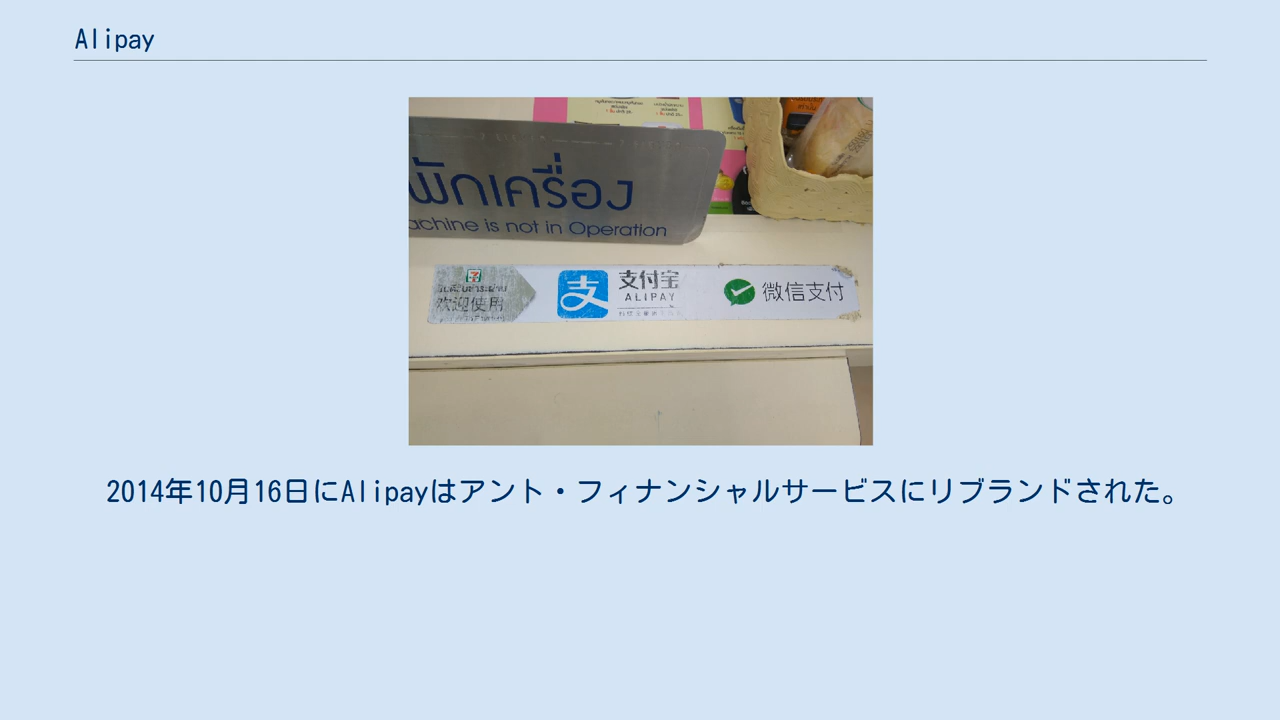 Alipay
พักเครื่อง
achine is not in Operation
7
欢迎使用
支
支付宝
ALIPAY
微信支付
2014年10月16日にAlipayはアント・フィナンシャルサービスにリブランドされた。